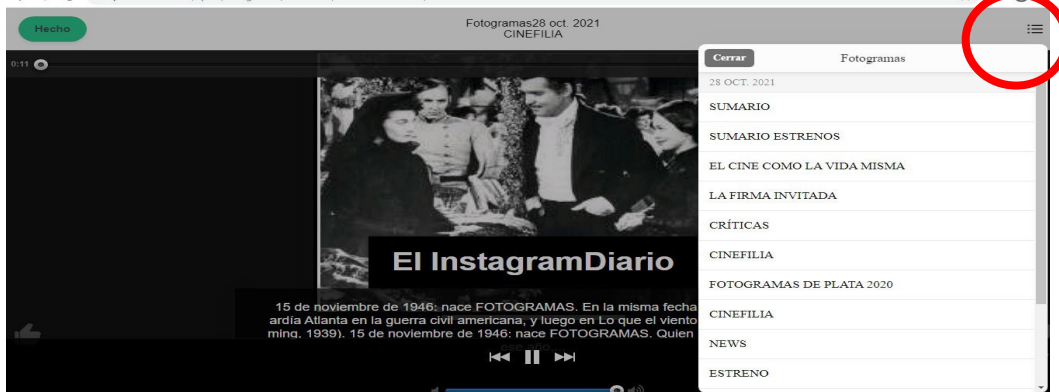 Hecho
Fotogramas28 oct. 2021
CINEFILIA
0:11
Cerrar
Fotogramas
28 OCT. 2021
SUMARIO
SUMARIO ESTRENOS
EL CINE COMO LA VIDA MISMA
LA FIRMA INVITADA
CRÍTICAS
CINEFILIA
FOTOGRAMAS DE PLATA 2020
CINEFILIA
NEWS
ESTRENO
El InstagramDiario
15 de noviembre de 1946: nace FOTOGRAMAS. En la misma fecha
ardía Atlanta en la guerra civil americana, y luego en Lo que el viento
ming, 1939). 15 de noviembre de 1946: nace FOTOGRAMAS. Quien
ese año